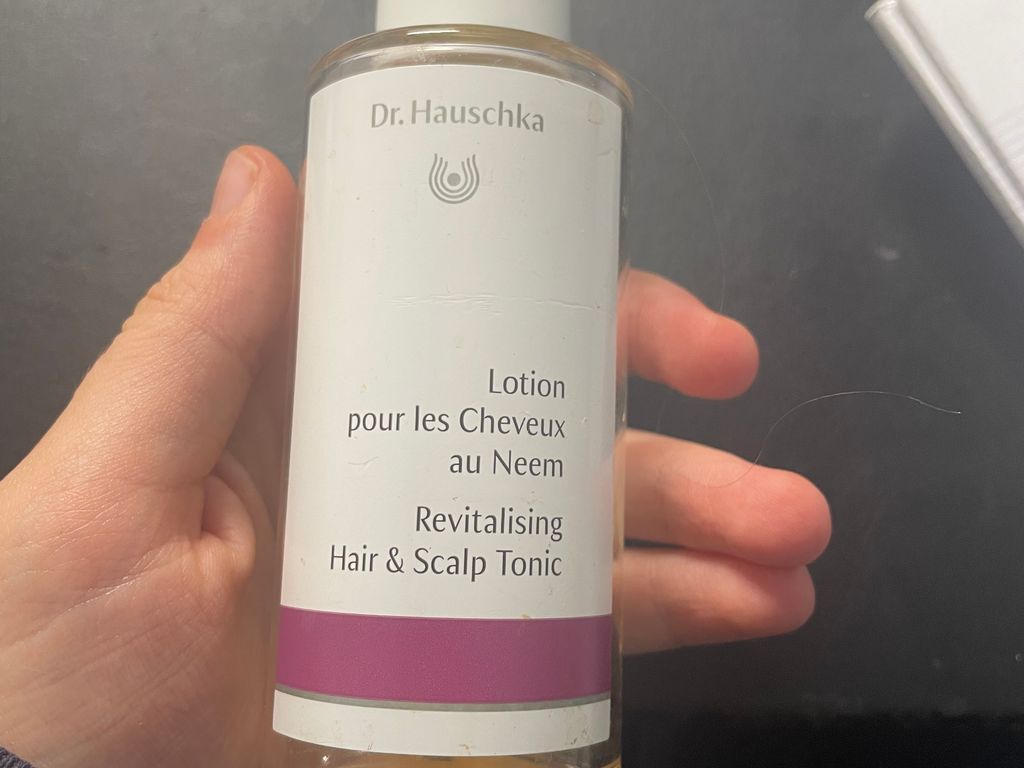 Dr. Hauschka
Lotion
pour les Cheveux
au Neem
Revitalising
Hair & Scalp Tonic